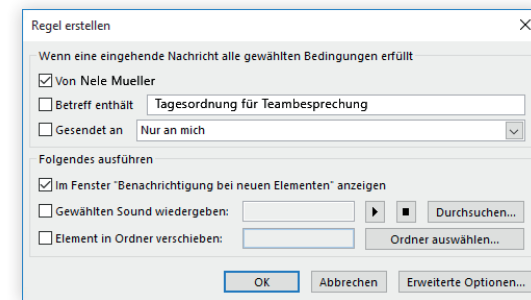 Regel erstellen
Wenn eine eingehende Nachricht alle gewählten Bedingungen erfüllt
Von Nele Mueller
Betreff enthält Tagesordnung für Teambesprechung
Gesendet an Nur an mich
Folgendes ausführen
Im Fenster "Benachrichtigung bei neuen Elementen" anzeigen
Gewählten Sound wiedergeben: Durchsuchen...
Element in Ordner verschieben: Ordner auswählen...
OK Abbrechen Erweiterte Optionen...